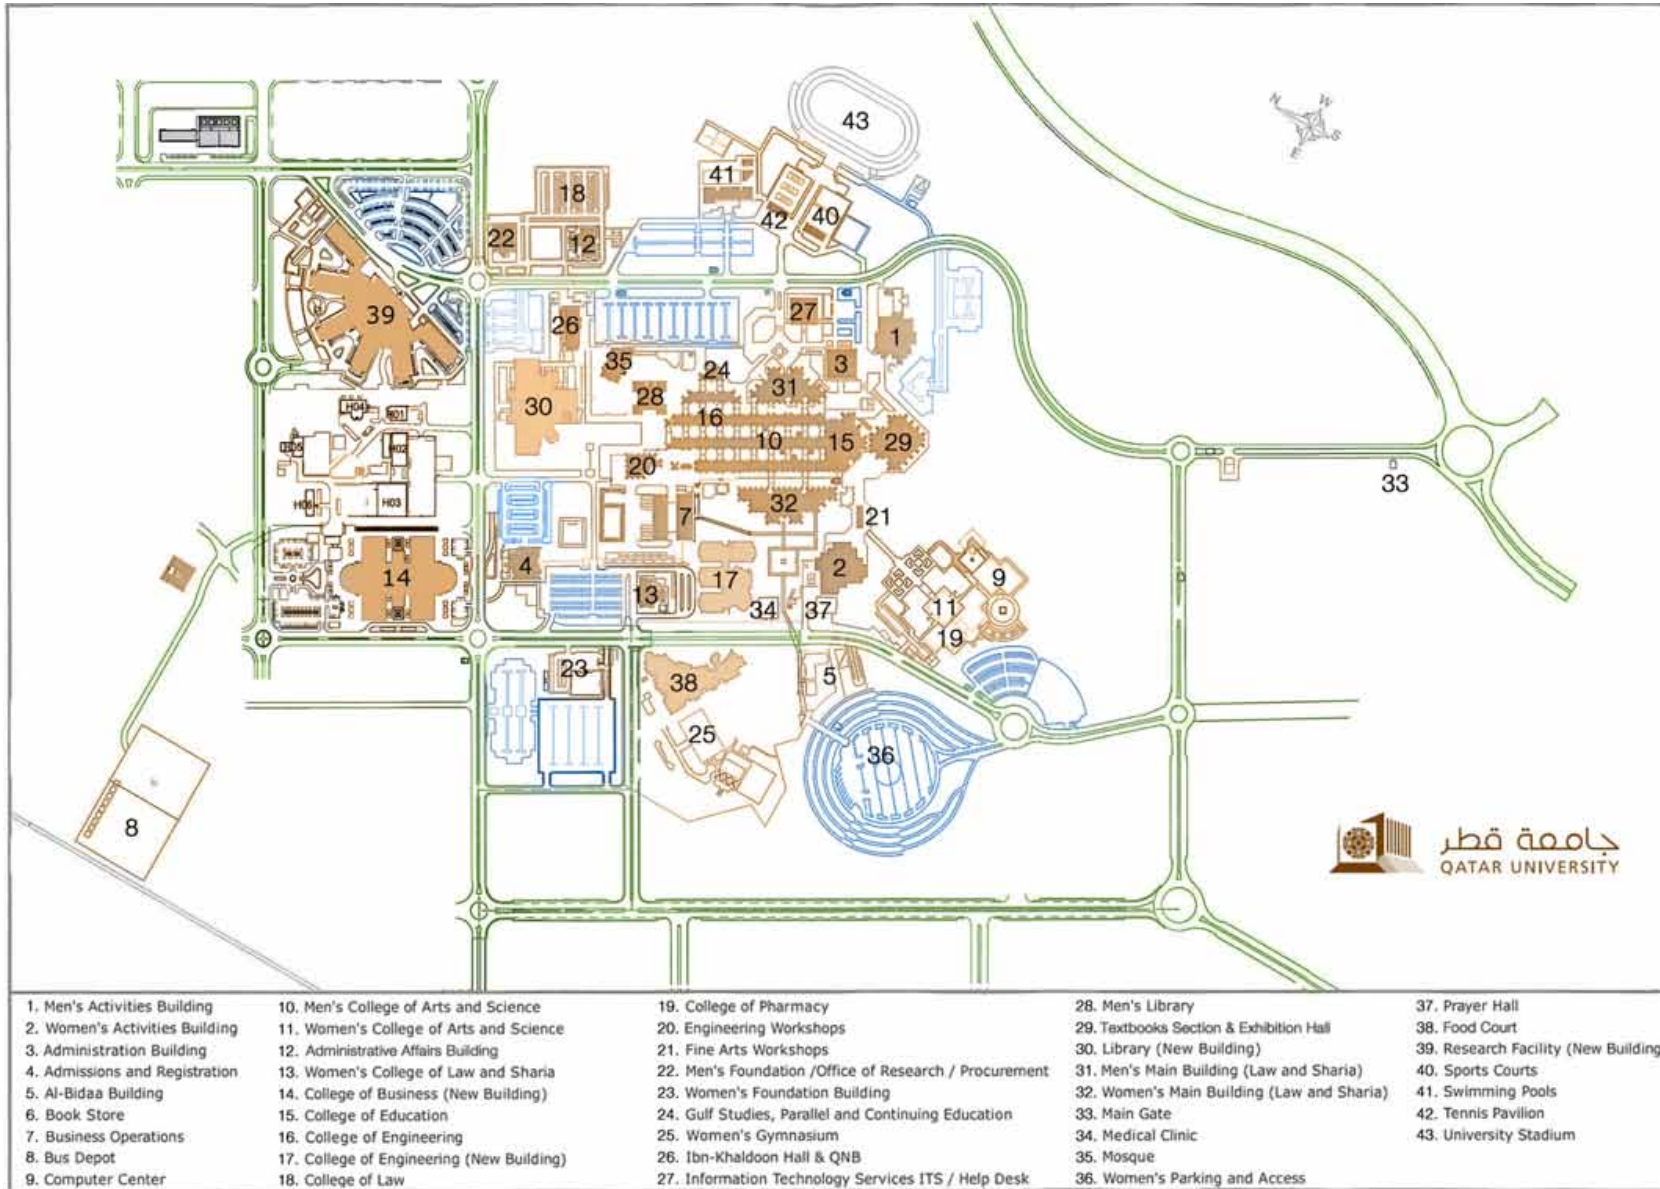 N
W
S
E
43
41
18
40
42
22
12
39
27
26
1
35
3
24
31
28
30
16
H04
H01
10
15
29
H05
H02
20
33
H06
H03
32
7
21
4
14
2
9
17
13
11
34
37
19
23
38
5
25
36
8
جامعة قطر
QATAR UNIVERSITY
1. Men's Activities Building
2. Women's Activities Building
3. Administration Building
4. Admissions and Registration
5. Al-Bidaa Building
6. Book Store
7. Business Operations
8. Bus Depot
9. Computer Center
10. Men's College of Arts and Science
11. Women's College of Arts and Science
12. Administrative Affairs Building
13. Women's College of Law and Sharia
14. College of Business (New Building)
15. College of Education
16. College of Engineering
17. College of Engineering (New Building)
18. College of Law
19. College of Pharmacy
20. Engineering Workshops
21. Fine Arts Workshops
22. Men's Foundation /Office of Research / Procurement
23. Women's Foundation Building
24. Gulf Studies, Parallel and Continuing Education
25. Women's Gymnasium
26. Ibn-Khaldoon Hall & QNB
27. Information Technology Services ITS / Help Desk
28. Men's Library
29. Textbooks Section & Exhibition Hall
30. Library (New Building)
31. Men's Main Building (Law and Sharia)
32. Women's Main Building (Law and Sharia)
33. Main Gate
34. Medical Clinic
35. Mosque
36. Women's Parking and Access
37. Prayer Hall
38. Food Court
39. Research Facility (New Building
40. Sports Courts
41. Swimming Pools
42. Tennis Pavilion
43. University Stadium